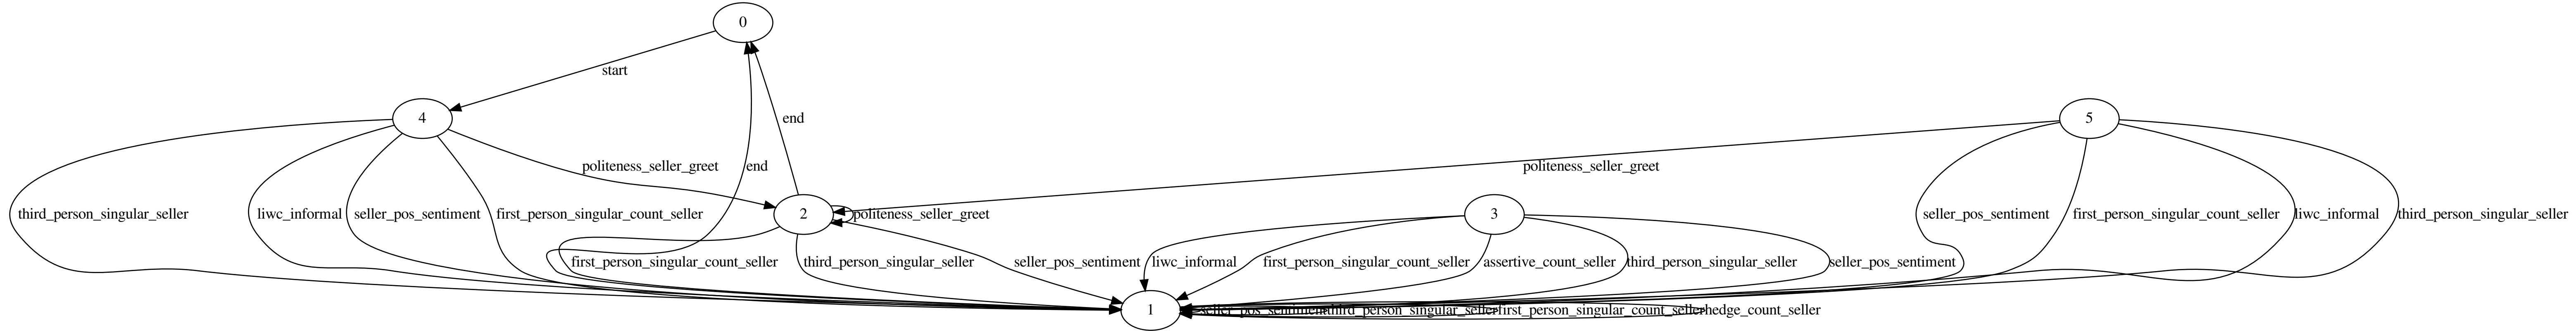 0
start
end
4
5
politeness_seller_greet
end
politeness_seller_greet
third_person_singular_seller
liwc_informal
seller_pos_sentiment
first_person_singular_count_seller
2
politeness_seller_greet
3
seller_pos_sentiment
first_person_singular_count_seller
liwc_informal
third_person_singular_seller
first_person_singular_count_seller
third_person_singular_seller
seller_pos_sentiment
liwc_informal
first_person_singular_count_seller
assertive_count_seller
third_person_singular_seller
seller_pos_sentiment
1
seller_pos_sentiment
third_person_singular_seller
first_person_singular_count_seller
hedge_count_seller